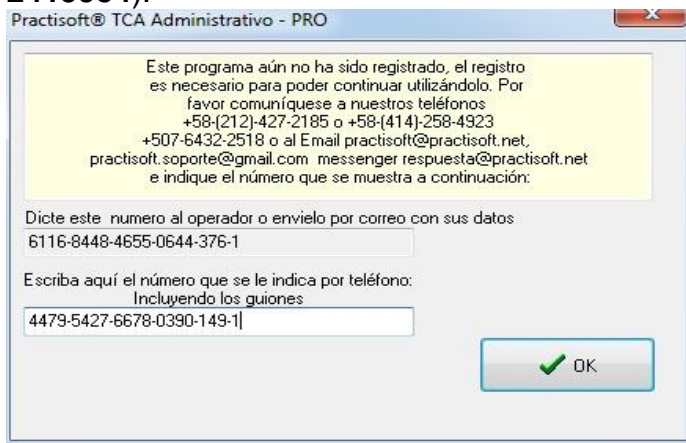 Practisoft® TCA Administrativo - PRO
Este programa aún no ha sido registrado, el registro
es necesario para poder continuar utilizándolo. Por
favor comuníquese a nuestros teléfonos
+58-(212)-427-2185 o +58-(414)-258-4923
+507-6432-2518 o al Email practisoft@practisoft.net,
practisoft.soporte@gmail.com messenger respuesta@practisoft.net
e indique el número que se muestra a continuación:
Dicte este numero al operador o envielo por correo con sus datos
6116-8448-4655-0644-376-1
Escriba aquí el número que se le indica por teléfono:
Incluyendo los guiones
4479-5427-6678-0390-149-1
OK